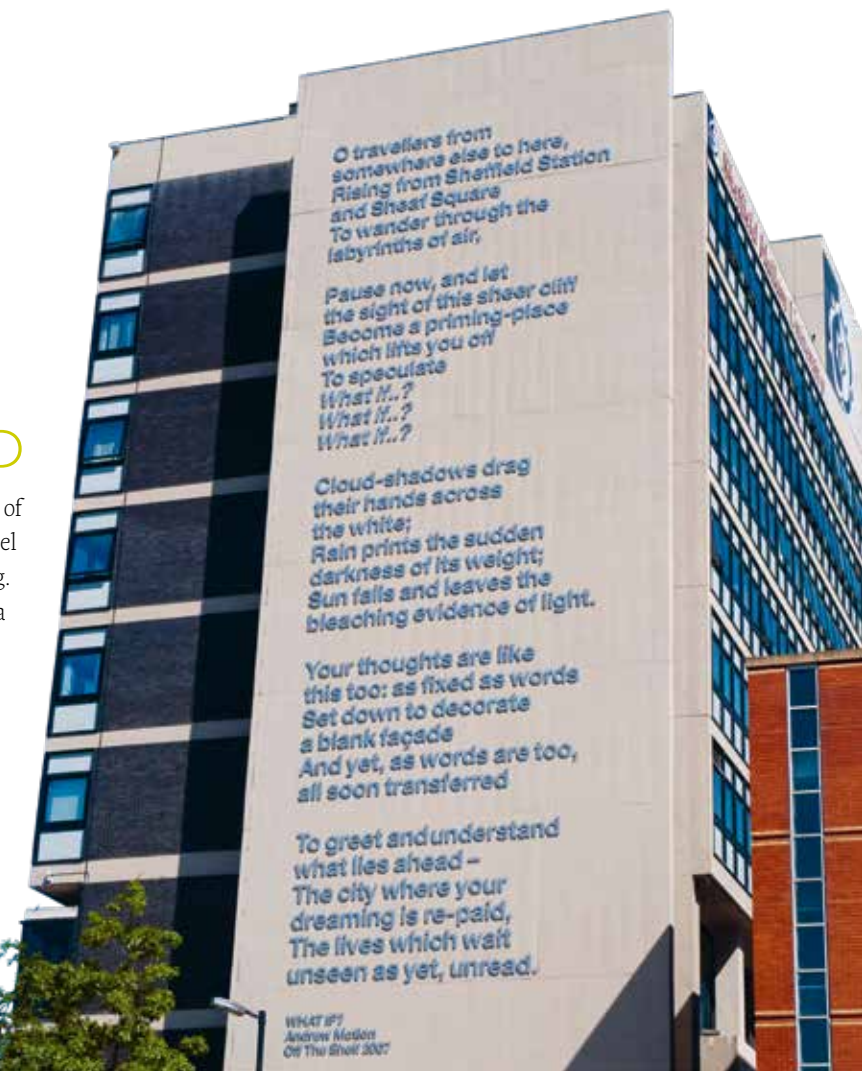 O travellers from
somewhere else to here,
Rising from Sheffield Station
and Sheaf Square
To wander through the
labyrinths of air,
Pause now, and let
the sight of this sheer cliff
Become a priming-place
which lifts you off
To speculate
What if..?
What if..?
What if..?
Cloud-shadows drag
their hands across
the white;
Rain prints the sudden
darkness of its weight;
Sun falls and leaves the
bleaching evidence of light.
Your thoughts are like
this too: as fixed as words
Set down to decorate
a blank façade
And yet, as words are too,
all soon transferred
To greet and understand
what lies ahead –
The city where your
dreaming is re-paid,
The lives which wait
unseen as yet, unread.
WHAT IF?
Andrew Motion
Off The Shelf 2007
of